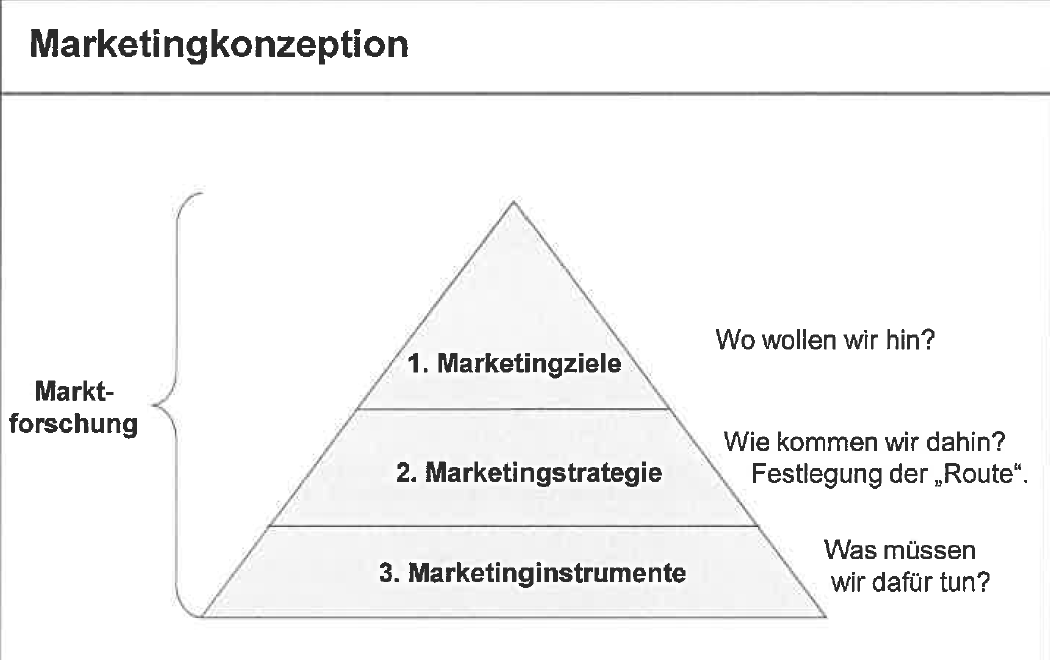 Marketingkonzeption
Markt-
forschung
1. Marketingziele
Wo wollen wir hin?
2. Marketingstrategie
Wie kommen wir dahin?
Festlegung der „Route“.
3. Marketinginstrumente
Was müssen
wir dafür tun?